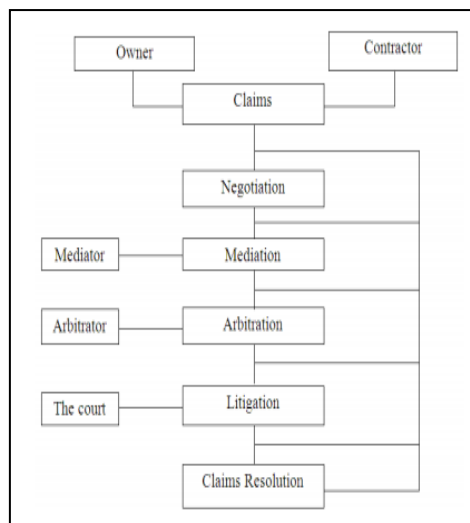 Owner
Contractor
Claims
Negotiation
Mediator
Mediation
Arbitrator
Arbitration
The court
Litigation
Claims Resolution